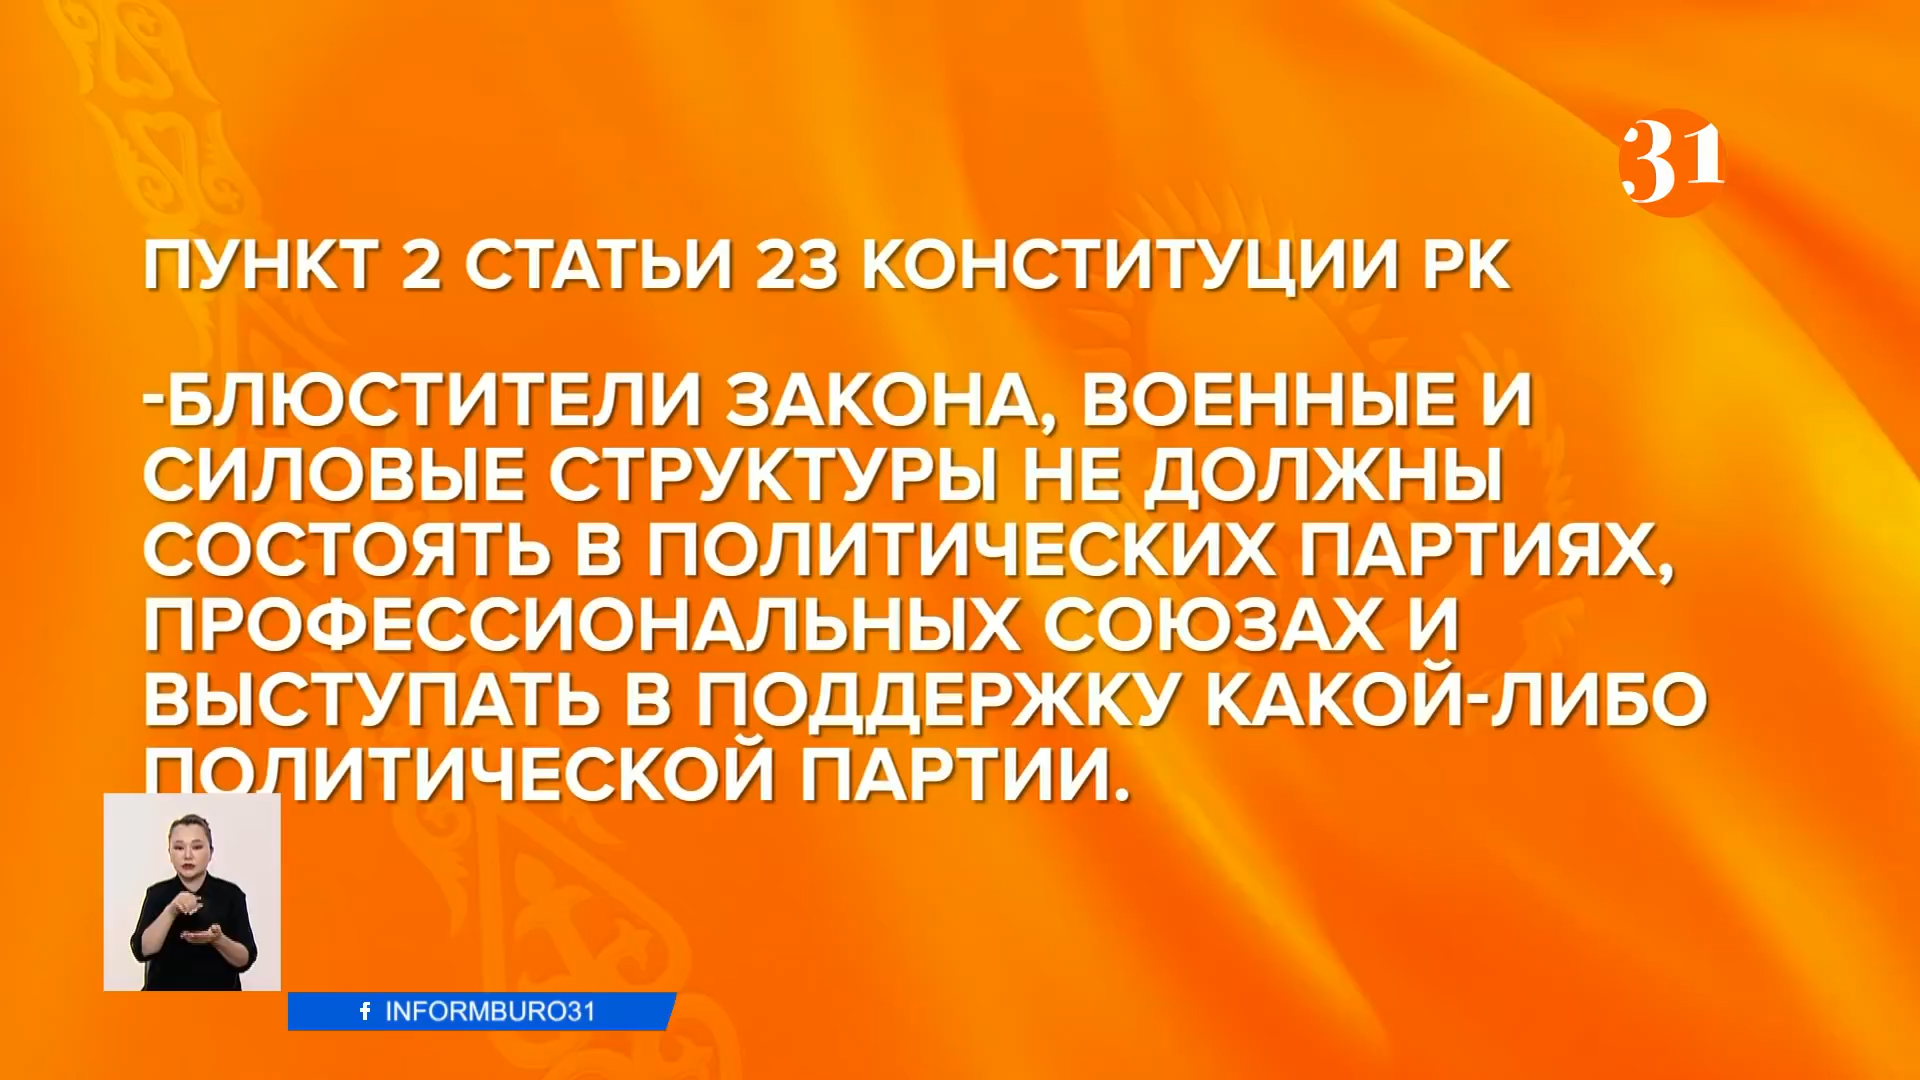 31
ПУНКТ 2 СТАТЬИ 23 КОНСТИТУЦИИ РК
-БЛЮСТИТЕЛИ ЗАКОНА, ВОЕННЫЕ И
СИЛОВЫЕ СТРУКТУРЫ НЕ ДОЛЖНЫ
СОСТОЯТЬ В ПОЛИТИЧЕСКИХ ПАРТИЯХ,
ПРОФЕССИОНАЛЬНЫХ СОЮЗАХ И
ВЫСТУПАТЬ В ПОДДЕРЖКУ КАКОЙ-ЛИБО
ПОЛИТИЧЕСКОЙ ПАРТИИ.
f INFORMBURO31